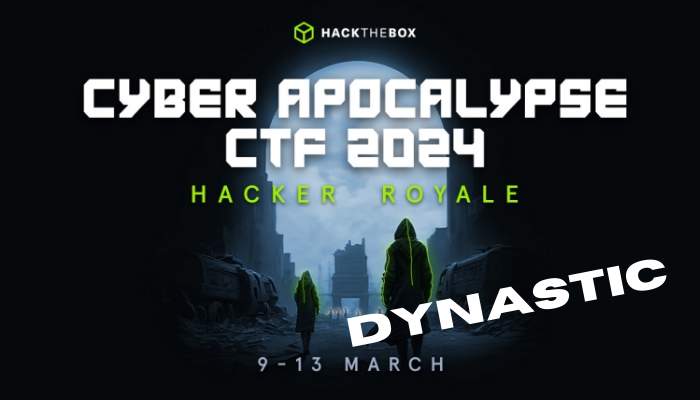 HACKTHEBOX
CYBER APOCALYPSE
CTF 2024
HACKER ROYALE
DYNASTIC
9-13 MARCH